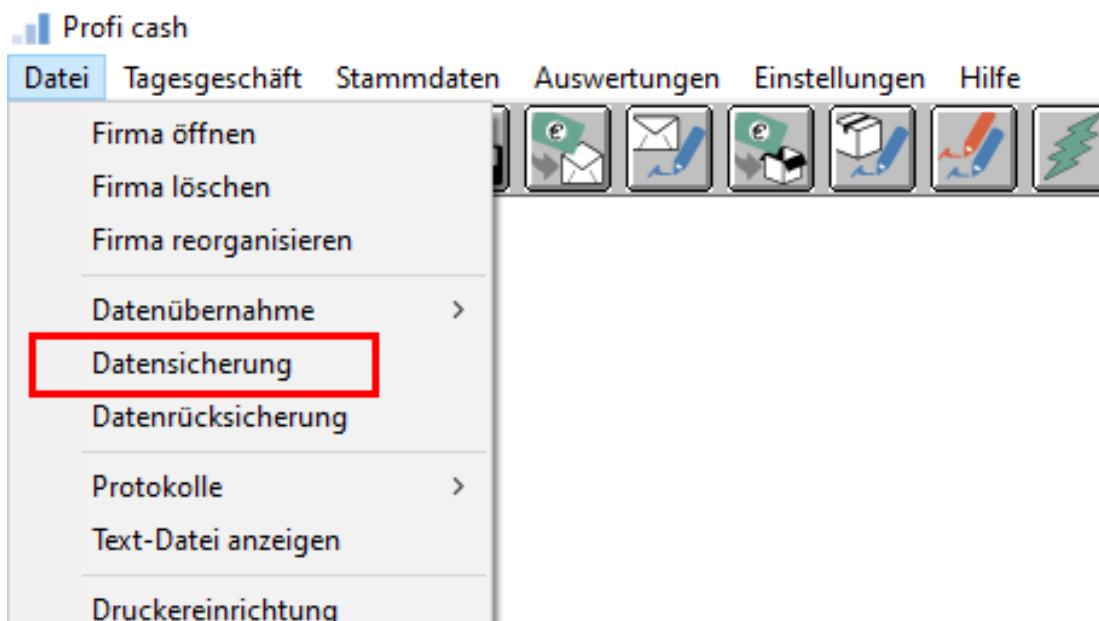 Profi cash
Datei Tagesgeschäft Stammdaten Auswertungen Einstellungen Hilfe
Firma öffnen
Firma löschen
Firma reorganisieren
Datenübernahme >
Datensicherung
Datenrücksicherung
Protokolle >
Text-Datei anzeigen
Druckereinrichtung